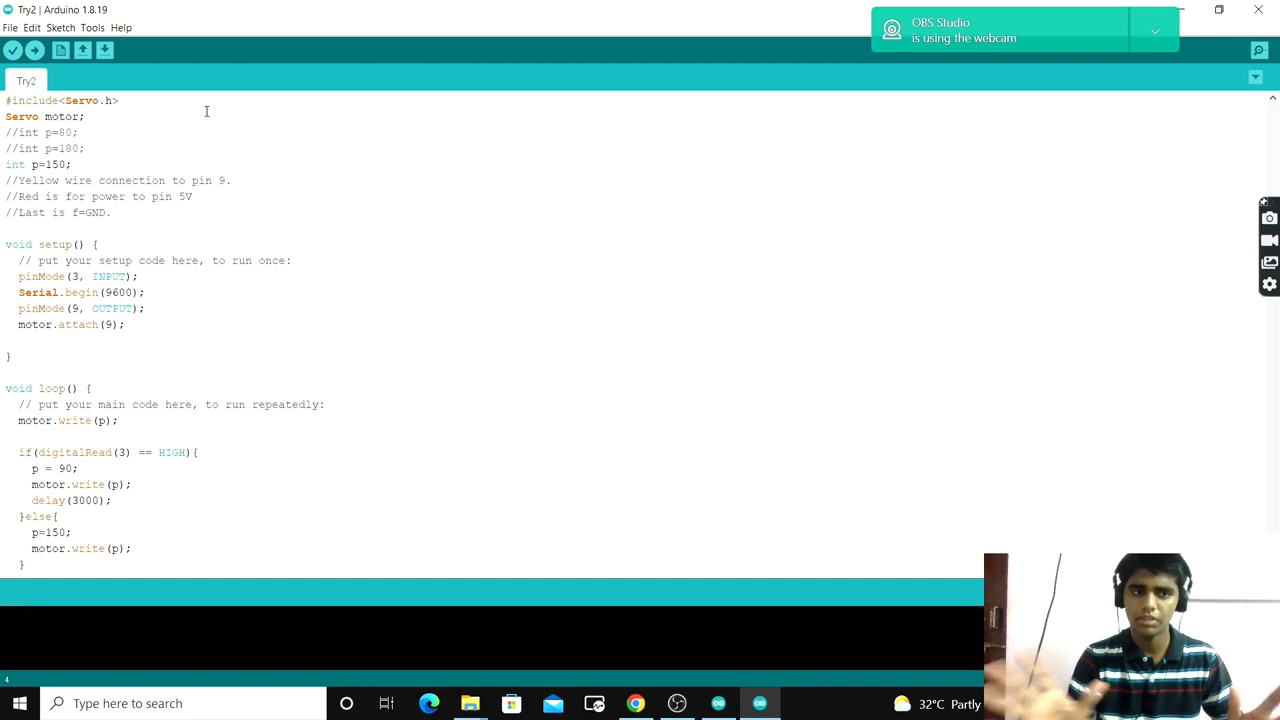 Try2 | Arduino 1.8.19
File Edit Sketch Tools Help
OBS Studio
is using the webcam
Try2
#include<Servo.h>
Servo motor;
//int p=80;
//int p=180;
int p=150;
//Yellow wire connection to pin 9.
//Red is for power to pin 5V
//Last is f=GND.
void setup() {
// put your setup code here, to run once:
pinMode(3, INPUT);
Serial.begin(9600);
pinMode(9, OUTPUT);
motor.attach(9);
}
void loop() {
// put your main code here, to run repeatedly:
motor.write(p);
if(digitalRead(3) == HIGH){
p = 90;
motor.write(p);
delay(3000);
}else{
p=150;
motor.write(p);
}
4
Type here to search
32°C Partly